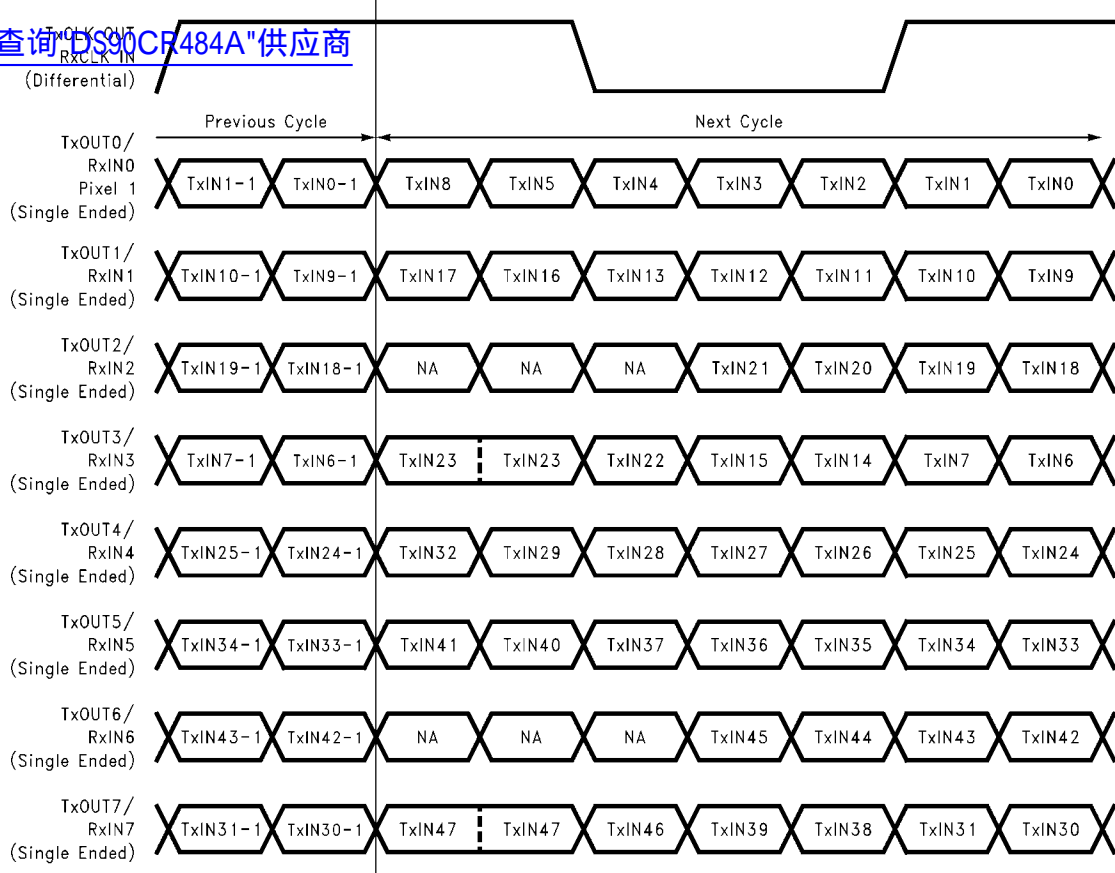 TxCLK OUT
查询"DS90CR484A"供应商
RxCLK IN
(Differential)
Previous Cycle Next Cycle
TxOUT0/
RxIN0
Pixel 1
(Single Ended)
TxIN1-1 TxIN0-1 TxIN8 TxIN5 TxIN4 TxIN3 TxIN2 TxIN1 TxIN0
TxOUT1/
RxIN1
(Single Ended)
TxIN10-1 TxIN9-1 TxIN17 TxIN16 TxIN13 TxIN12 TxIN11 TxIN10 TxIN9
TxOUT2/
RxIN2
(Single Ended)
TxIN19-1 TxIN18-1 NA NA NA TxIN21 TxIN20 TxIN19 TxIN18
TxOUT3/
RxIN3
(Single Ended)
TxIN7-1 TxIN6-1 TxIN23 TxIN23 TxIN22 TxIN15 TxIN14 TxIN7 TxIN6
TxOUT4/
RxIN4
(Single Ended)
TxIN25-1 TxIN24-1 TxIN32 TxIN29 TxIN28 TxIN27 TxIN26 TxIN25 TxIN24
TxOUT5/
RxIN5
(Single Ended)
TxIN34-1 TxIN33-1 TxIN41 TxIN40 TxIN37 TxIN36 TxIN35 TxIN34 TxIN33
TxOUT6/
RxIN6
(Single Ended)
TxIN43-1 TxIN42-1 NA NA NA TxIN45 TxIN44 TxIN43 TxIN42
TxOUT7/
RxIN7
(Single Ended)
TxIN31-1 TxIN30-1 TxIN47 TxIN47 TxIN46 TxIN39 TxIN38 TxIN31 TxIN30